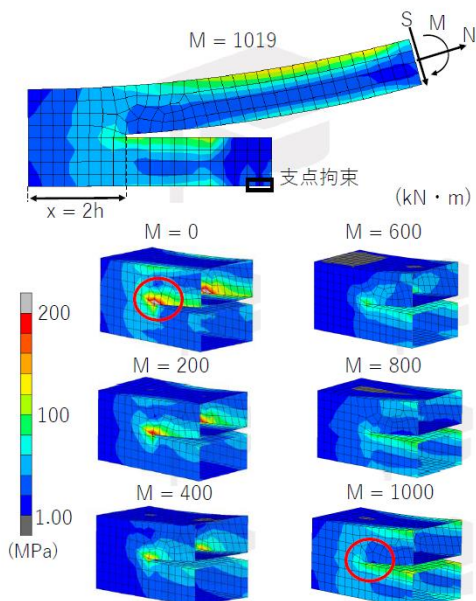 S M N
M = 1019
支点拘束
x = 2h
(kN・m)
M = 0
M = 600
200
M = 200
M = 800
100
M = 400
M = 1000
1.00
(MPa)